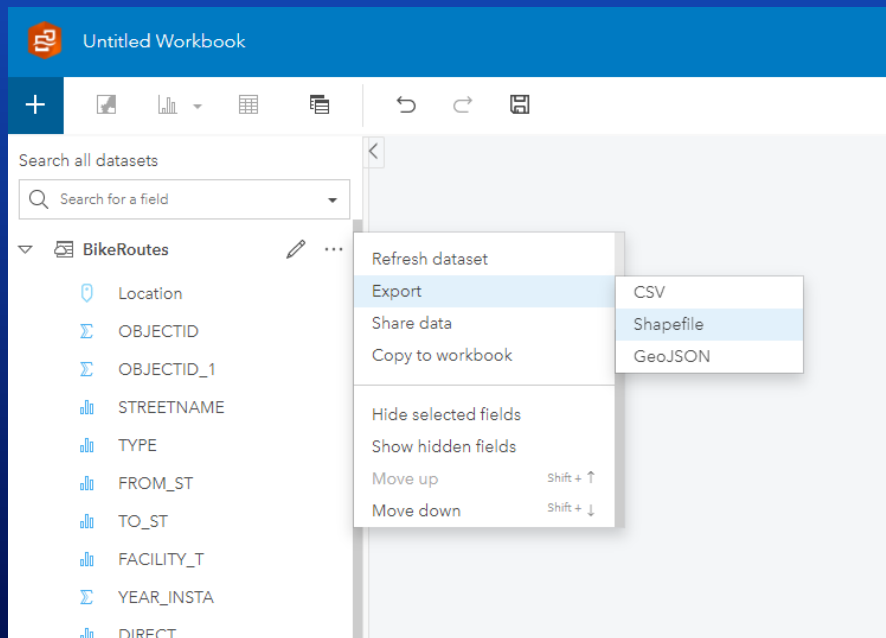 Untitled Workbook
Search all datasets
Search for a field
BikeRoutes
Location
OBJECTID
OBJECTID_1
STREETNAME
TYPE
FROM_ST
TO_ST
FACILITY_T
YEAR_INSTA
DIRECT
Refresh dataset
Export
Share data
Copy to workbook
Hide selected fields
Show hidden fields
Move up Shift + ↑
Move down Shift + ↓
CSV
Shapefile
GeoJSON